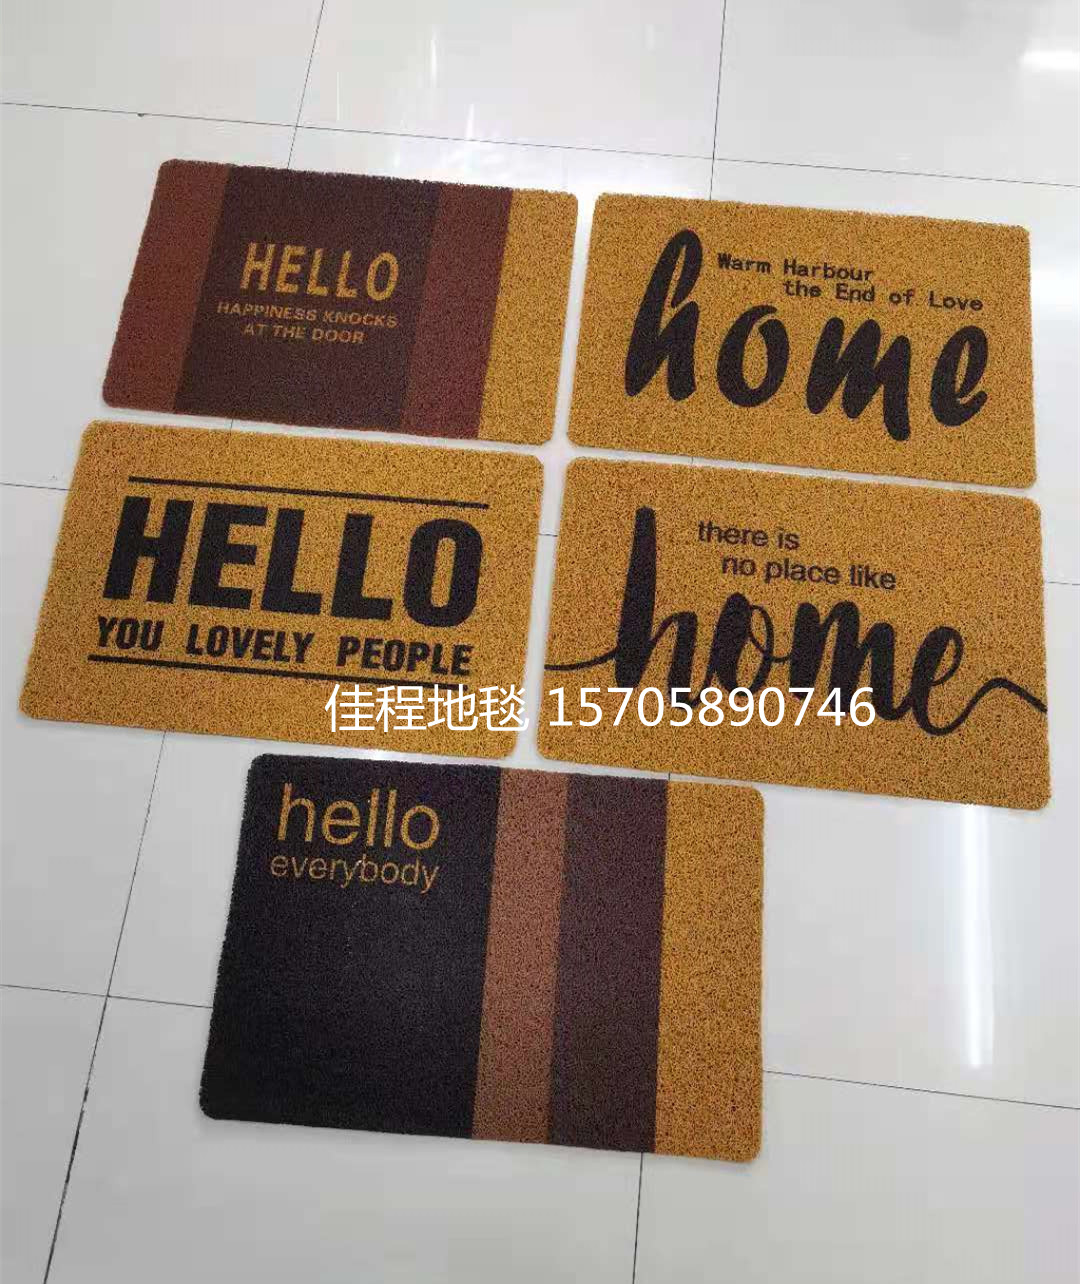 HELLO
HAPPINESS KNOCKS
AT THE DOOR
Warm Harbour
the End of Love
home
HELLO
YOU LOVELY PEOPLE
there is
no place like
home
佳程地毯 15705890746
hello
everybody